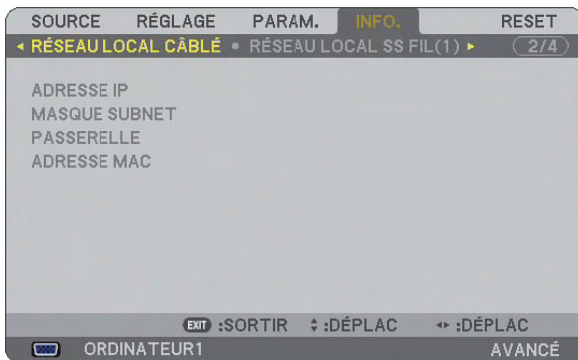 SOURCE RÉGLAGE PARAM. INFO. RESET
RÉSEAU LOCAL CÂBLÉ • RÉSEAU LOCAL SS FIL(1) 2/4
ADRESSE IP
MASQUE SUBNET
PASSERELLE
ADRESSE MAC
EXIT :SORTIR :DÉPLAC :DÉPLAC
ORDINATEUR1 AVANCÉ